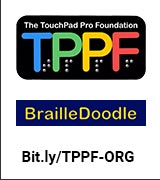 The TouchPad Pro Foundation
TPPF
BrailleDoodle
Bit.ly/TPPF-ORG